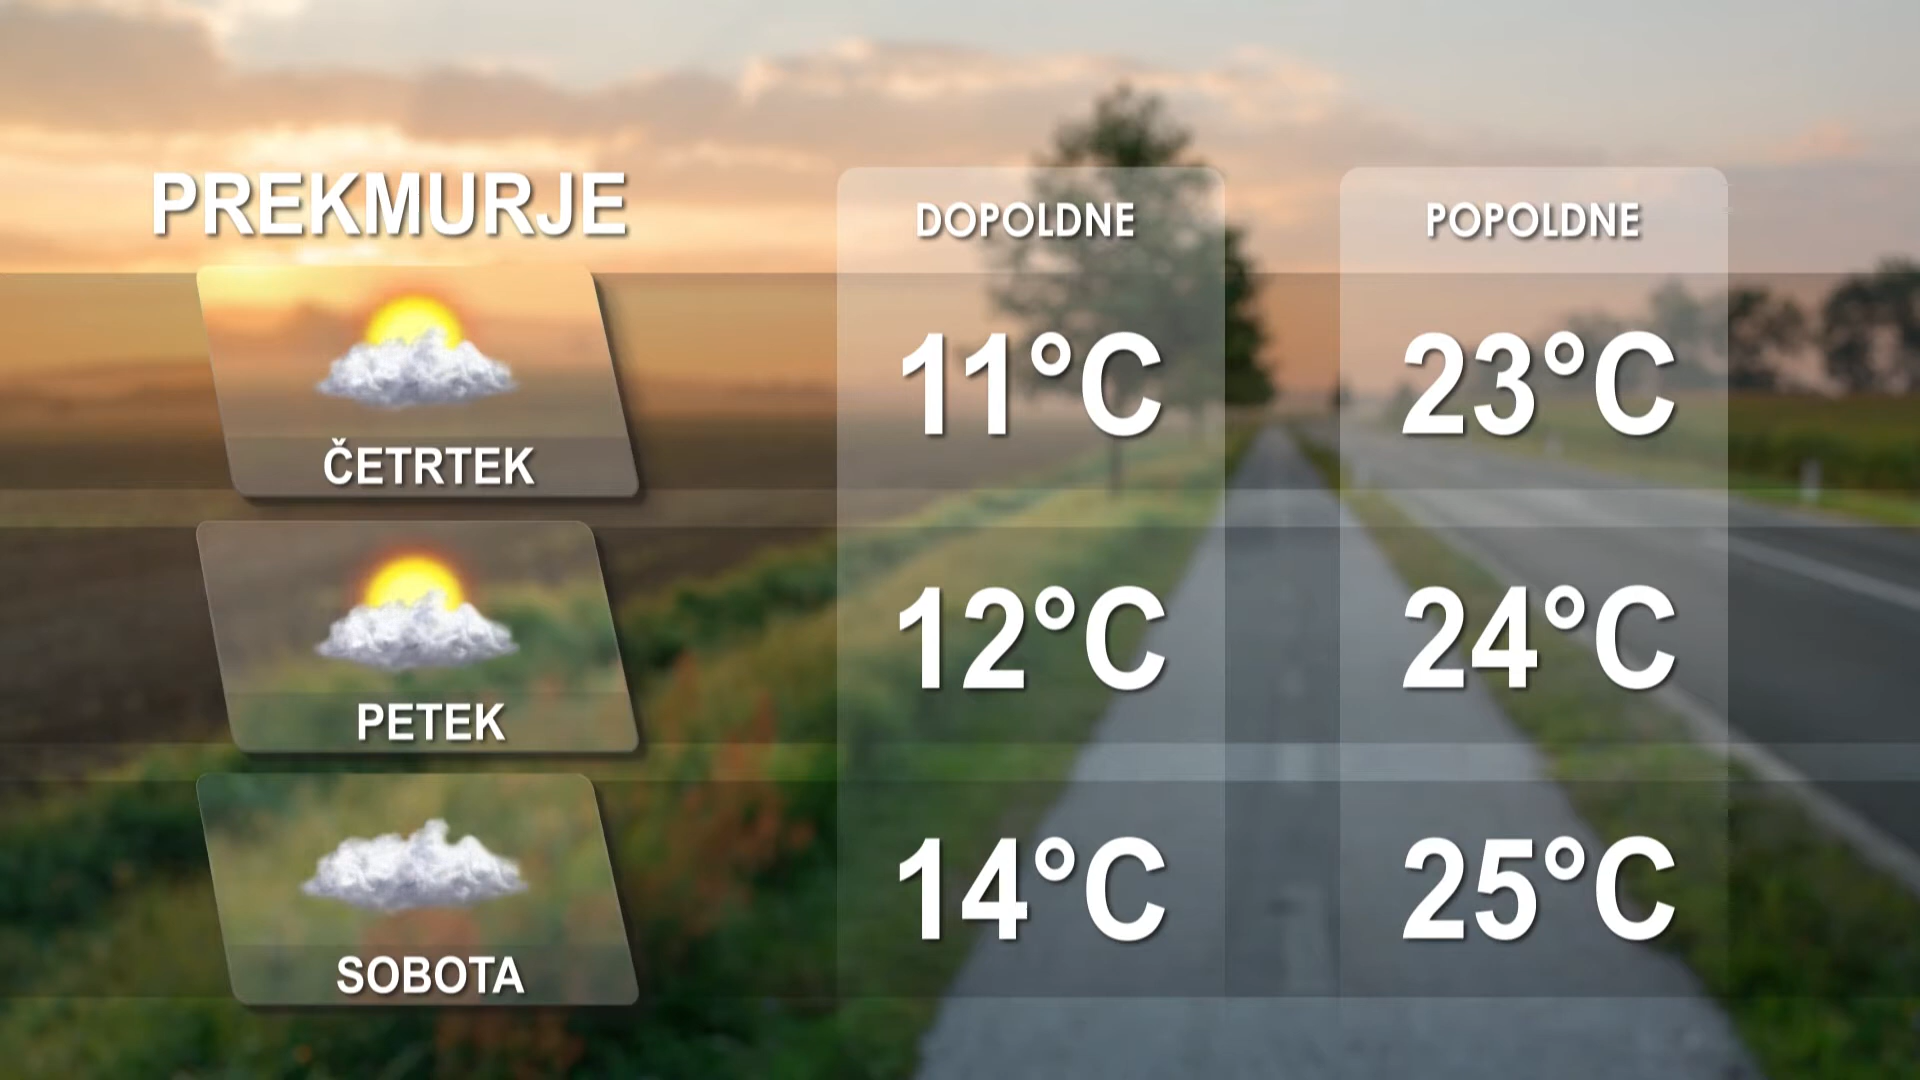 PREKMURJE
DOPOLDNE POPOLDNE
11°C 23°C
ČETRTEK
12°C 24°C
PETEK
14°C 25°C
SOBOTA